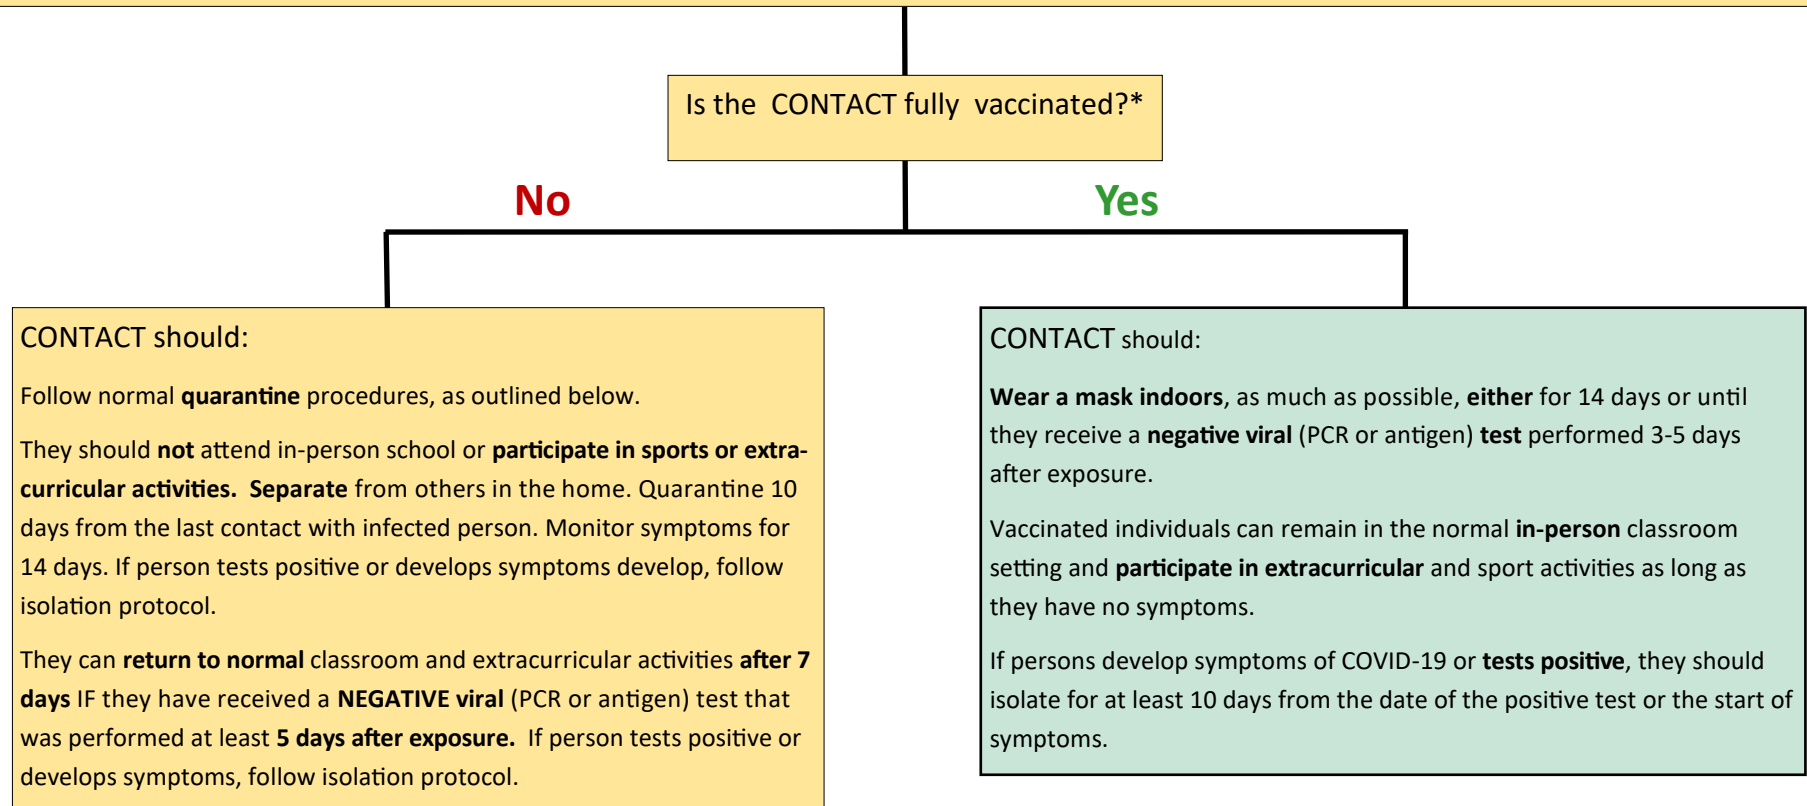 Is the CONTACT fully vaccinated?*
No
Yes
CONTACT should:
Follow normal quarantine procedures, as outlined below.
They should not attend in-person school or participate in sports or extra-
curricular activities. Separate from others in the home. Quarantine 10
days from the last contact with infected person. Monitor symptoms for
14 days. If person tests positive or develops symptoms develop, follow
isolation protocol.
They can return to normal classroom and extracurricular activities after 7
days IF they have received a NEGATIVE viral (PCR or antigen) test that
was performed at least 5 days after exposure. If person tests positive or
develops symptoms, follow isolation protocol.
CONTACT should:
Wear a mask indoors, as much as possible, either for 14 days or until
they receive a negative viral (PCR or antigen) test performed 3-5 days
after exposure.
Vaccinated individuals can remain in the normal in-person classroom
setting and participate in extracurricular and sport activities as long as
they have no symptoms.
If persons develop symptoms of COVID-19 or tests positive, they should
isolate for at least 10 days from the date of the positive test or the start of
symptoms.